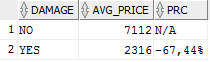 DAMAGE AVG_PRICE PRC
1 NO 7112 N/A
2 YES 2316 -67,44%